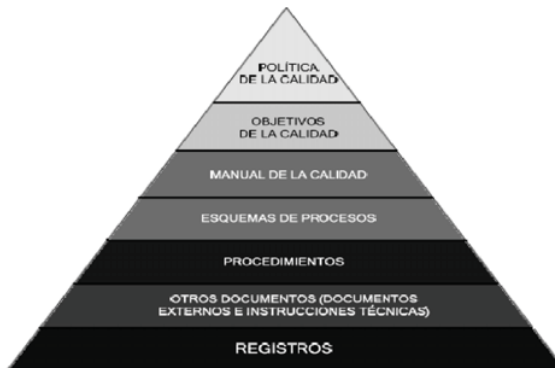 POLÍTICA
DE LA CALIDAD
OBJETIVOS
DE LA CALIDAD
MANUAL DE LA CALIDAD
ESQUEMAS DE PROCESOS
PROCEDIMIENTOS
OTROS DOCUMENTOS (DOCUMENTOS
EXTERNOS E INSTRUCCIONES TÉCNICAS)
REGISTROS